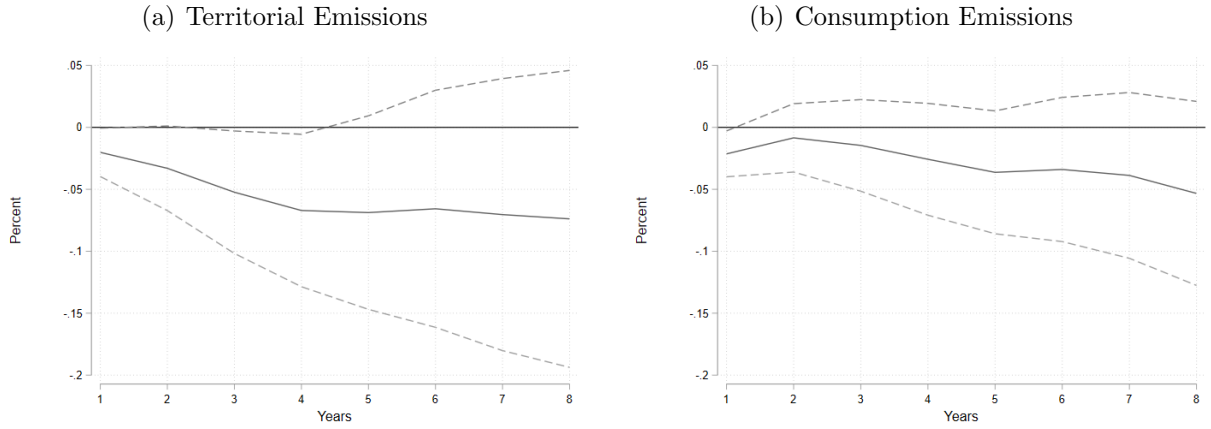 (a) Territorial Emissions
.05
0
-.05
-.1
-.15
-.2
Percent
1 2 3 4 5 6 7 8
Years
(b) Consumption Emissions
.05
0
-.05
-.1
-.15
-.2
Percent
1 2 3 4 5 6 7 8
Years